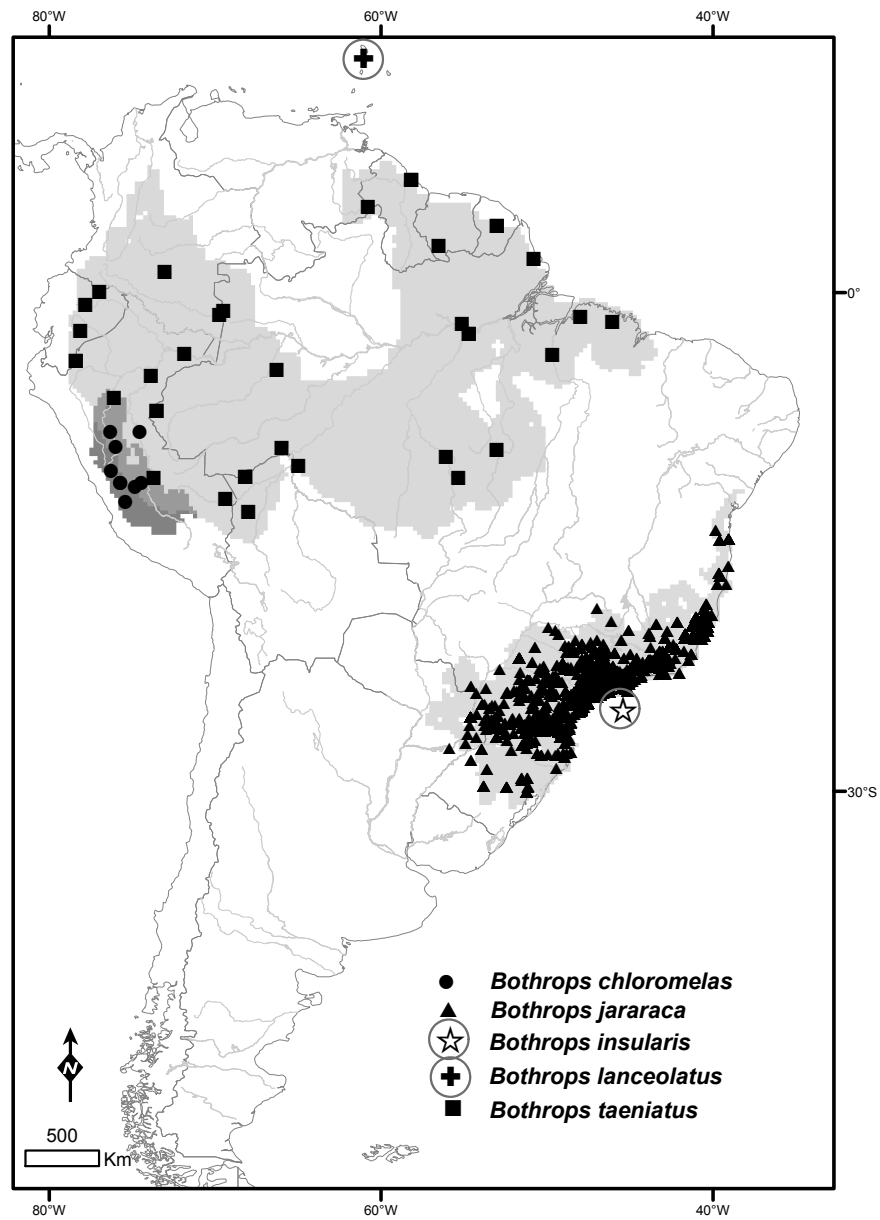 80°W 60°W 40°W
0°
30°S
Bothrops chloromelas
Bothrops jararaca
Bothrops insularis
Bothrops lanceolatus
Bothrops taeniatus
N
500
Km
80°W 60°W 40°W